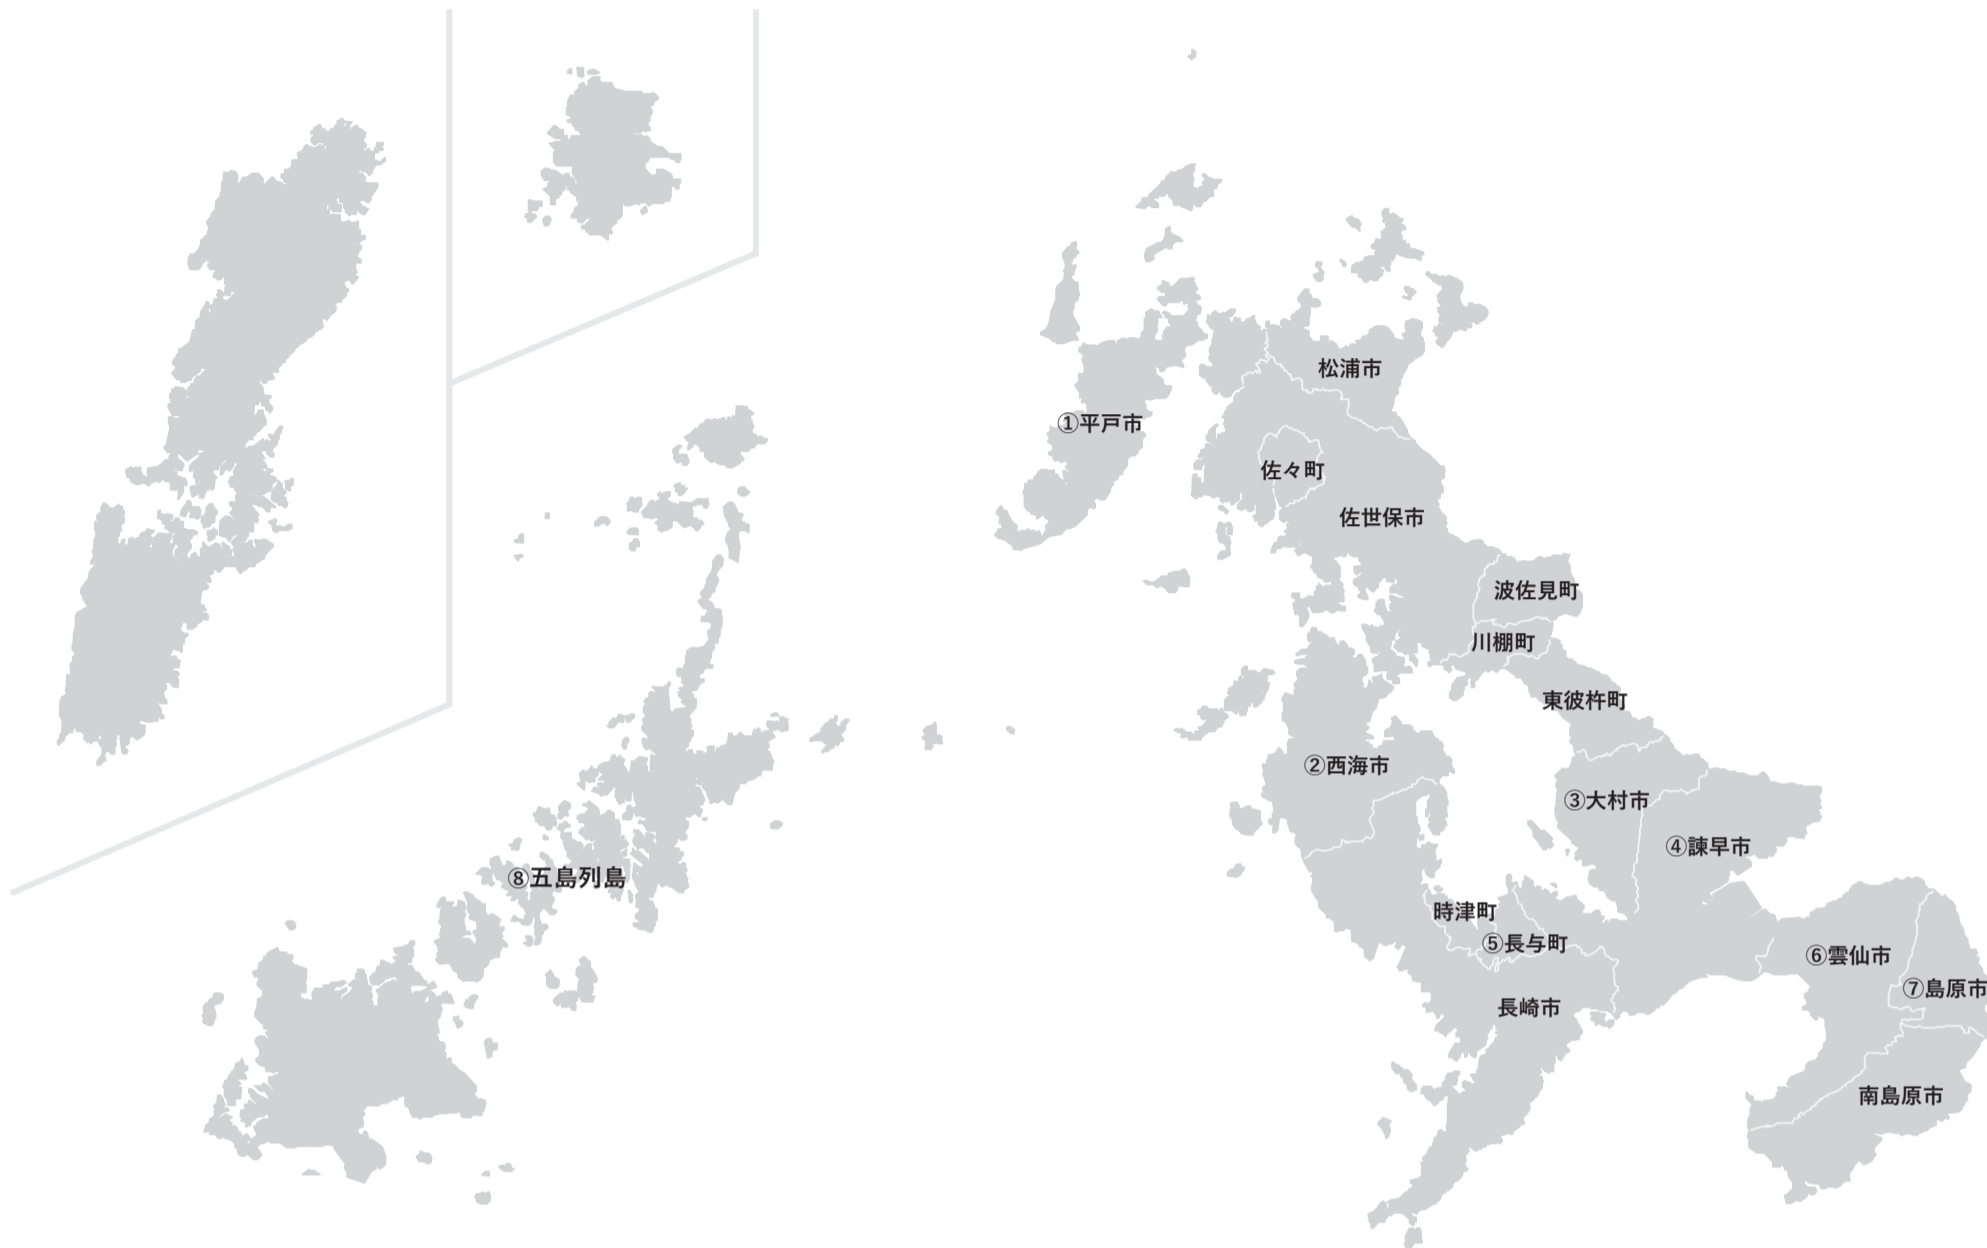 松浦市
①平戸市
佐々町
佐世保市
波佐見町
川棚町
東彼杵町
②西海市
③大村市
④諫早市
⑧五島列島
時津町
⑤長与町
⑥雲仙市
⑦島原市
長崎市
南島原市